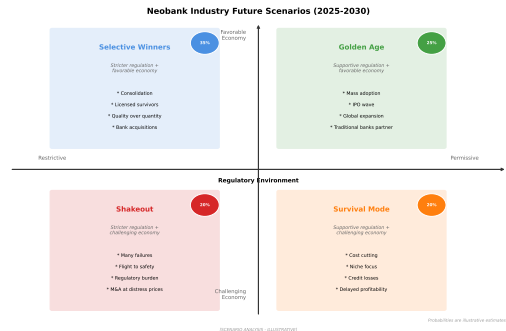 Neobank Industry Future Scenarios (2025-2030)
Favorable
Economy
Selective Winners
35%
Stricter regulation +
favorable economy
* Consolidation
* Licensed survivors
* Quality over quantity
* Bank acquisitions
Golden Age
25%
Supportive regulation +
favorable economy
* Mass adoption
* IPO wave
* Global expansion
* Traditional banks partner
Restrictive
Permissive
Regulatory Environment
Shakeout
20%
Stricter regulation +
challenging economy
* Many failures
* Flight to safety
* Regulatory burden
* M&A at distress prices
Survival Mode
Supportive regulation +
challenging economy
* Cost cutting
* Niche focus
* Credit losses
* Delayed profitability
Challenging
Economy
Probabilities are illustrative estimates